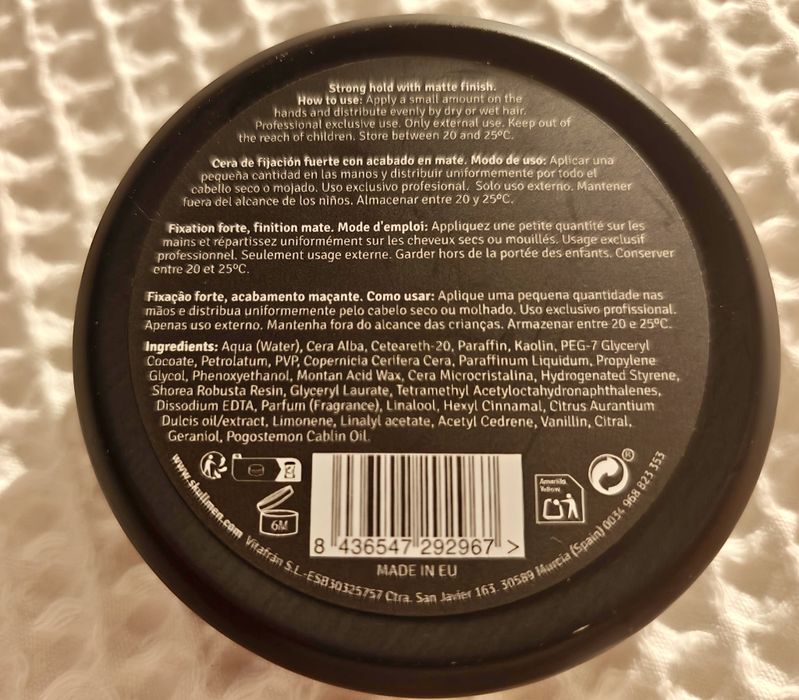 Strong hold with matte finish.
How to use: Apply a small amount on the
hands and distribute evenly by dry or wet hair.
Professional exclusive use. Only external use. Keep out of
the reach of children. Store between 20 and 25ºC.
Cera de fijación fuerte con acabado en mate. Modo de uso: Aplicar una
pequeña cantidad en las manos y distribuir uniformemente por todo el
cabello seco o mojado. Uso exclusivo profesional. Solo uso externo. Mantener
fuera del alcance de los niños. Almacenar entre 20 y 25ºC.
Fixation forte, finition mate. Mode d'emploi: Appliquez une petite quantité sur les
mains et répartissez uniformément sur les cheveux secs ou mouillés. Usage exclusif
professionnel. Seulement usage externe. Garder hors de la portée des enfants. Conserver
entre 20 et 25ºC.
Fixação forte, acabamento maçante. Como usar: Aplique uma pequena quantidade nas
mãos e distribua uniformemente pelo cabelo seco ou molhado. Uso exclusivo profissional.
Apenas uso externo. Mantenha fora do alcance das crianças. Armazenar entre 20 e 25ºC.
Ingredients: Aqua (Water), Cera Alba, Ceteareth-20, Paraffin, Kaolin, PEG-7 Glyceryl
Cocoate, Petrolatum, PVP, Copernicia Cerifera Cera, Paraffinum Liquidum, Propylene
Glycol, Phenoxyethanol, Montan Acid Wax, Cera Microcristalina, Hydrogenated Styrene,
Shorea Robusta Resin, Glyceryl Laurate, Tetramethyl Acetyloctahydronaphthalenes,
Dissodium EDTA, Parfum (Fragrance), Linalool, Hexyl Cinnamal, Citrus Aurantium
Dulcis oil/extract, Limonene, Linalyl acetate, Acetyl Cedrene, Vanillin, Citral,
Geraniol, Pogostemon Cablin Oil.
6M
Amarillo
Yellow
8 436547 292967 >
MADE IN EU
www.skullmen.com Vitafrán S.L.-ESB30325757 Ctra. San Javier 163. 30589 Murcia (Spain) 0034 968 823 353
®